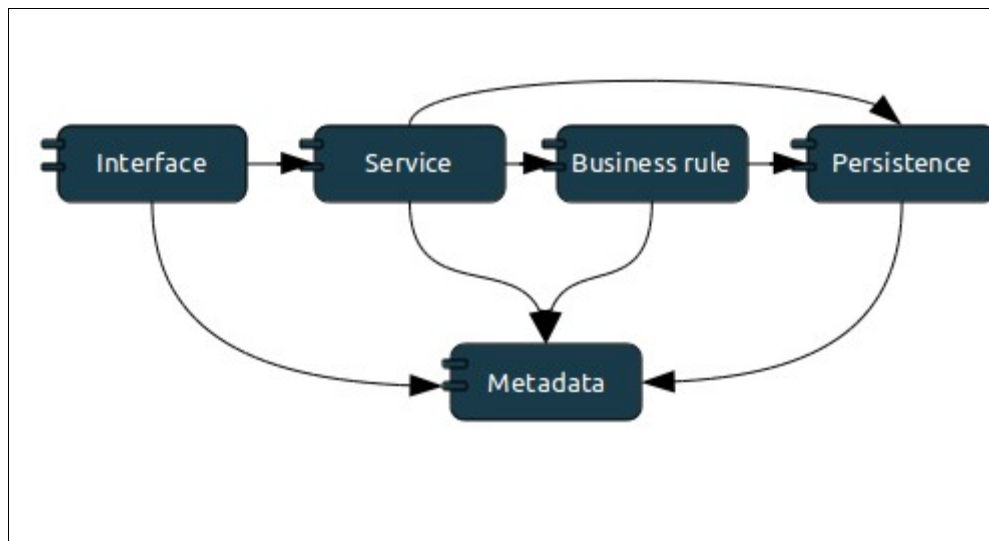 Interface
Service
Business rule
Persistence
Metadata